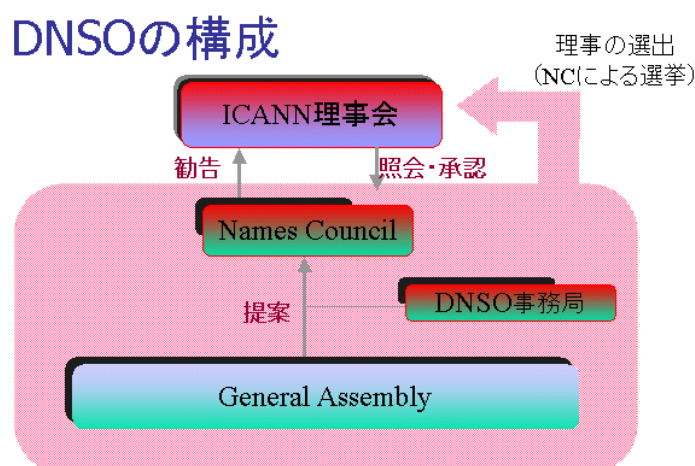 DNSOの構成
理事の選出
（NCによる選挙）
ICANN理事会
勧告
照会・承認
Names Council
DNSO事務局
提案
General Assembly